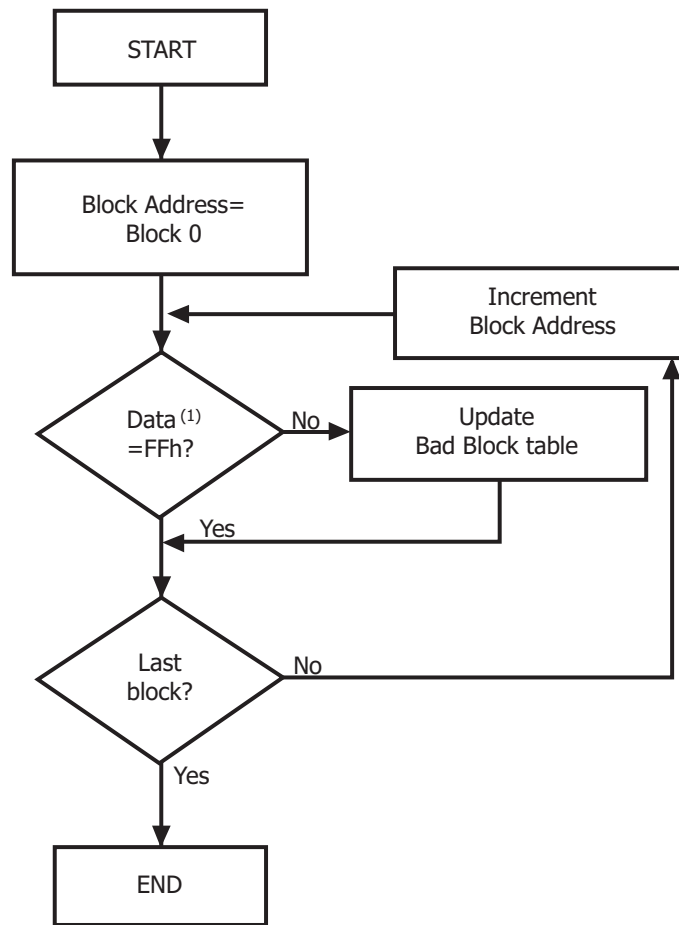 START
Block Address=
Block 0
Increment
Block Address
Data (1)
=FFh?
No
Update
Bad Block table
Yes
Last
block?
No
Yes
END